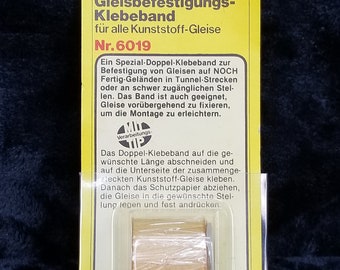 Gleisbefestigungs-
Klebeband
für alle Kunststoff-Gleise
Nr. 6019
Ein Spezial-Doppel-Klebeband zur
Befestigung von Gleisen auf NOCH
Fertig-Geländen in Tunnel-Strecken
oder an schwer zugänglichen Stel-
len. Das Band ist auch geeignet,
Gleise vorübergehend zu fixieren,
um die Montage zu erleichtern.
MIT
Verarbeitungs-
TIP
Das Doppel-Klebeband auf die ge-
wünschte Länge abschneiden und
auf die Unterseite der zusammenge-
steckten Kunststoff-Gleise kleben.
Danach das Schutzpapier abziehen,
die Gleise in die gewünschte Stel-
lung legen und fest andrücken.